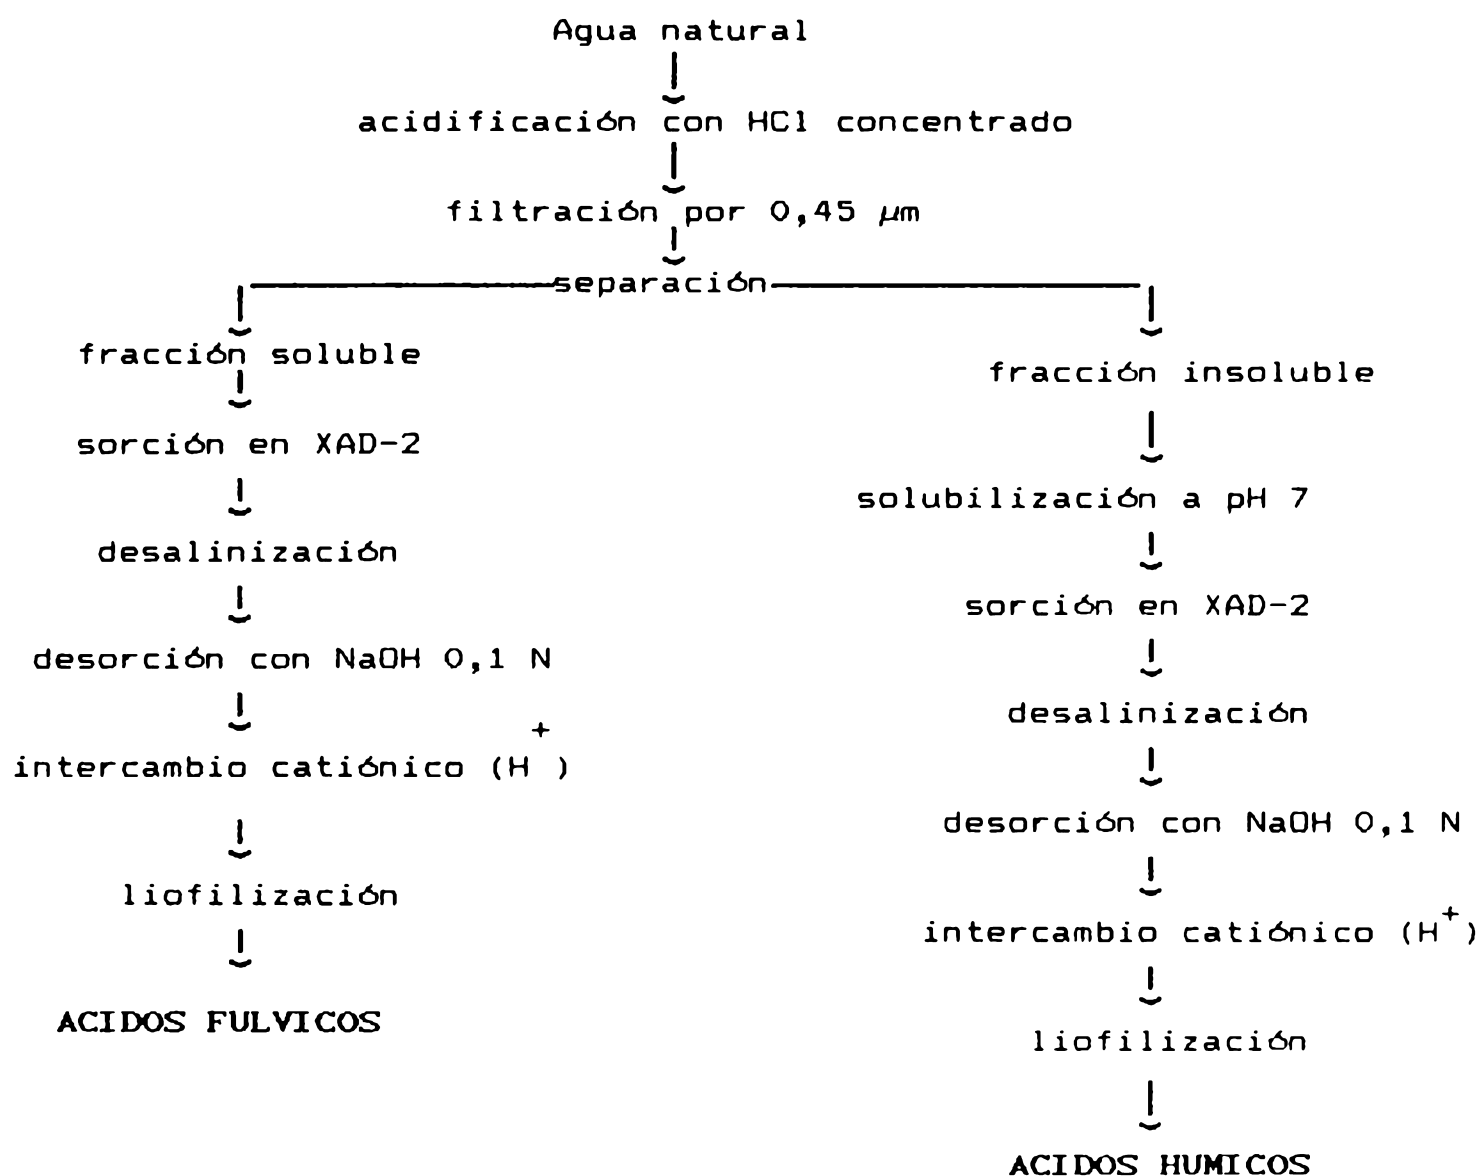 Agua natural
acidificación con HCl concentrado
filtración por 0,45 μm
separación
fracción soluble
sorción en XAD-2
desalinización
desorción con NaOH 0,1 N
intercambio catiónico (H+)
liofilización
ACIDOS FULVICOS
fracción insoluble
solubilización a pH 7
sorción en XAD-2
desalinización
desorción con NaOH 0,1 N
intercambio catiónico (H+)
liofilización
ACIDOS HUMICOS